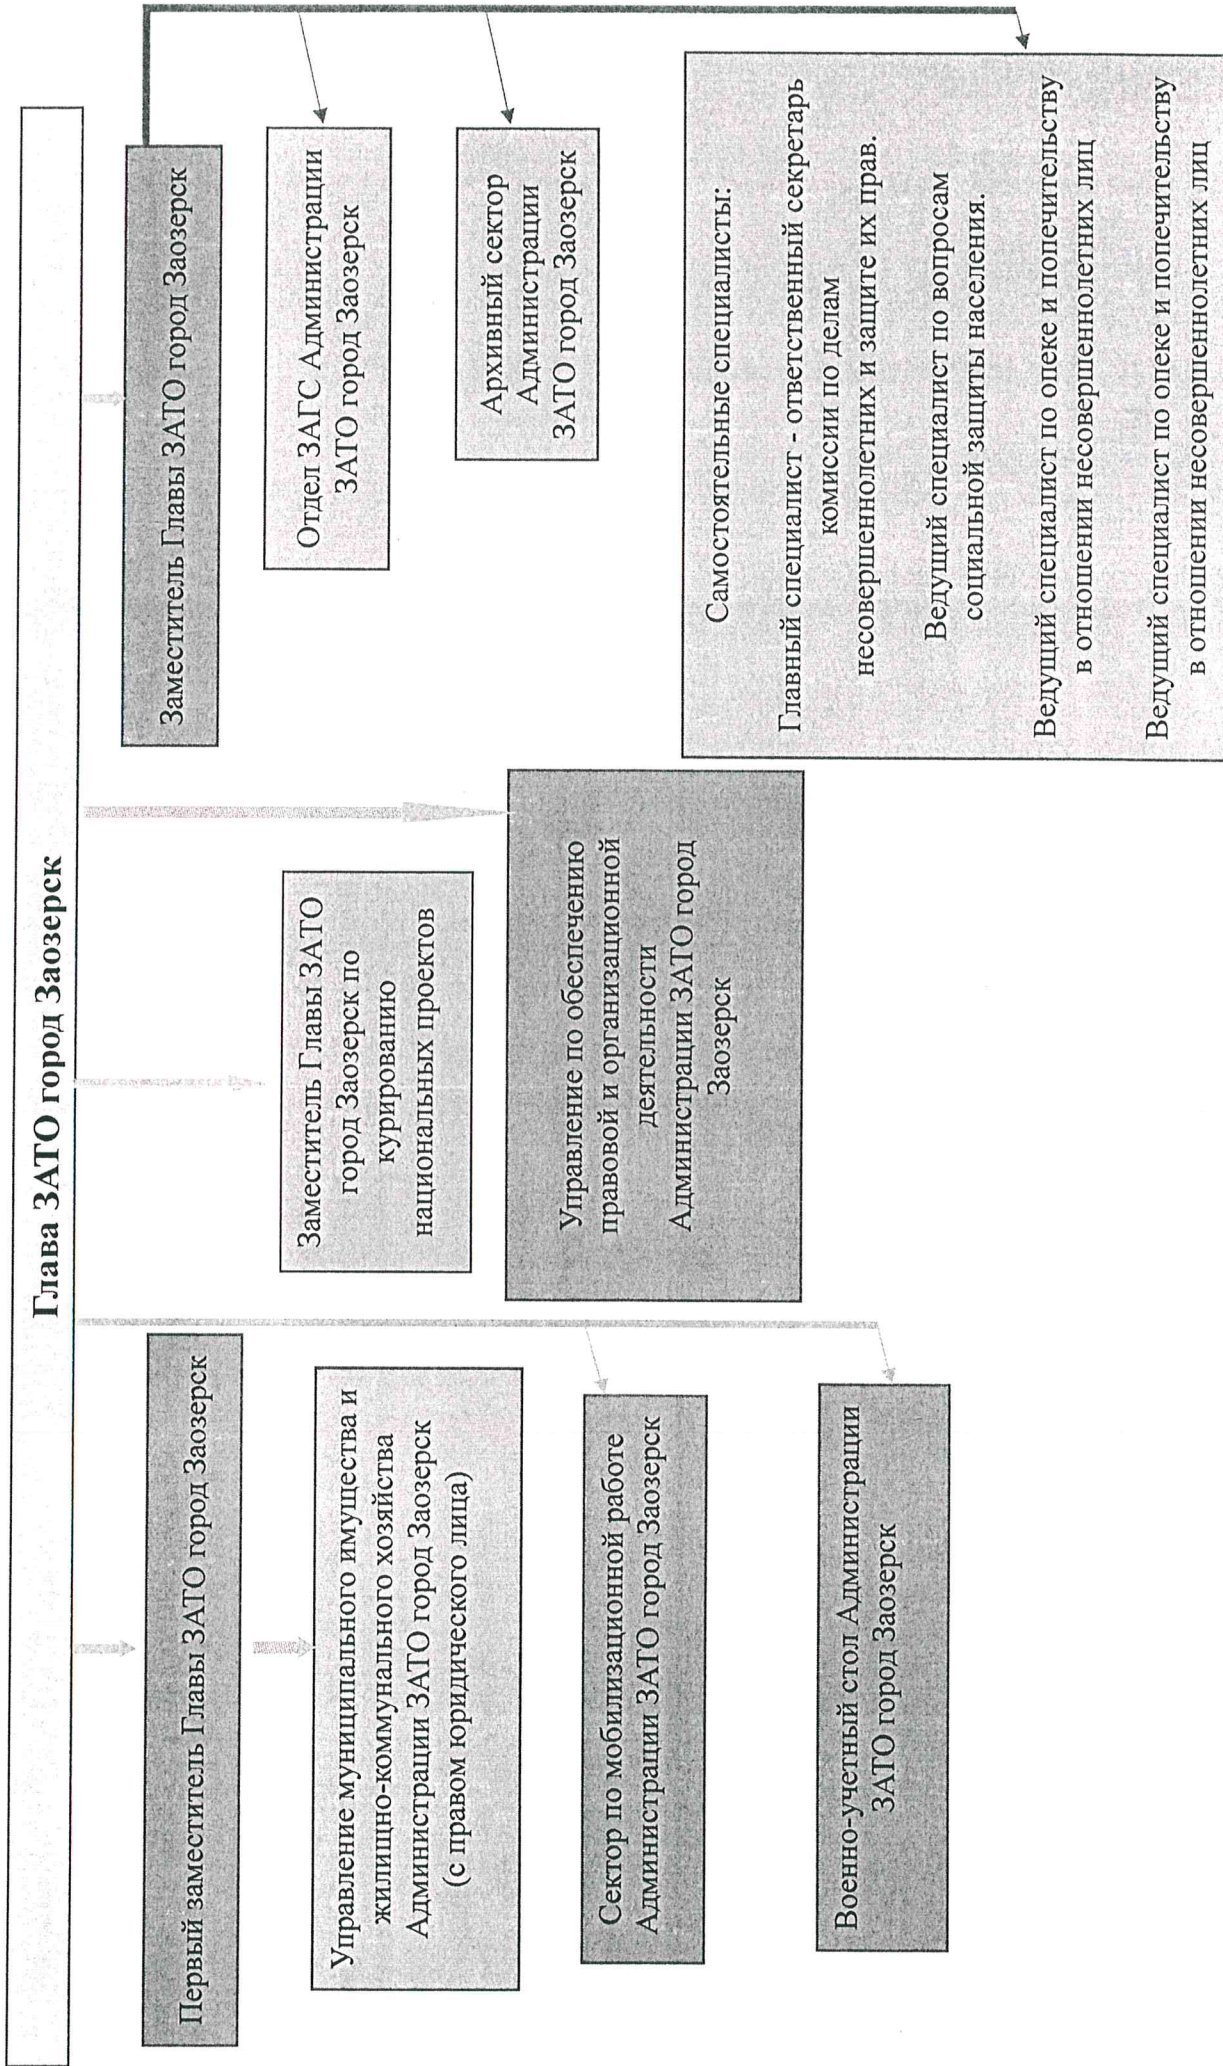 Глава ЗАТО город Заозерск
Первый заместитель Главы ЗАТО город Заозерск
Управление муниципального имущества и
жилищно-коммунального хозяйства
Администрации ЗАТО город Заозерск
(с правом юридического лица)
Сектор по мобилизационной работе
Администрации ЗАТО город Заозерск
Военно-учетный стол Администрации
ЗАТО город Заозерск
Заместитель Главы ЗАТО
город Заозерск по
курированию
национальных проектов
Управление по обеспечению
правовой и организационной
деятельности
Администрации ЗАТО город
Заозерск
Заместитель Главы ЗАТО город Заозерск
Отдел ЗАГС Администрации
ЗАТО город Заозерск
Архивный сектор
Администрации
ЗАТО город Заозерск
Самостоятельные специалисты:
Главный специалист - ответственный секретарь
комиссии по делам
несовершеннолетних и защите их прав.
Ведущий специалист по вопросам
социальной защиты населения.
Ведущий специалист по опеке и попечительству
в отношении несовершеннолетних лиц
Ведущий специалист по опеке и попечительству
в отношении несовершеннолетних лиц